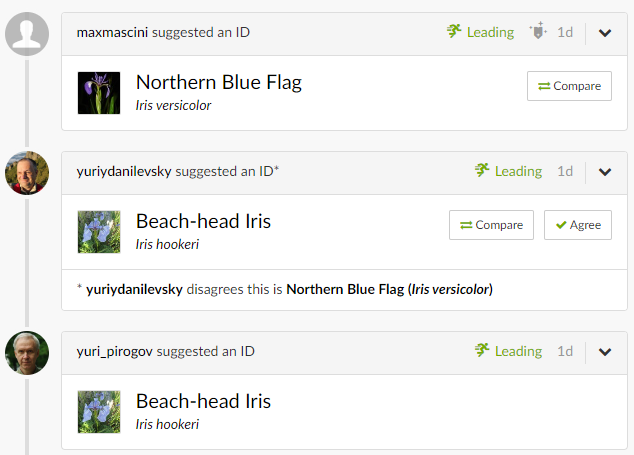 maxmascini suggested an ID Leading 1d
Northern Blue Flag Compare
Iris versicolor
yuriydanilevsky suggested an ID* Leading 1d
Beach-head Iris Compare Agree
Iris hookeri
* yuriydanilevsky disagrees this is Northern Blue Flag (Iris versicolor)
yuri_pirogov suggested an ID Leading 1d
Beach-head Iris
Iris hookeri